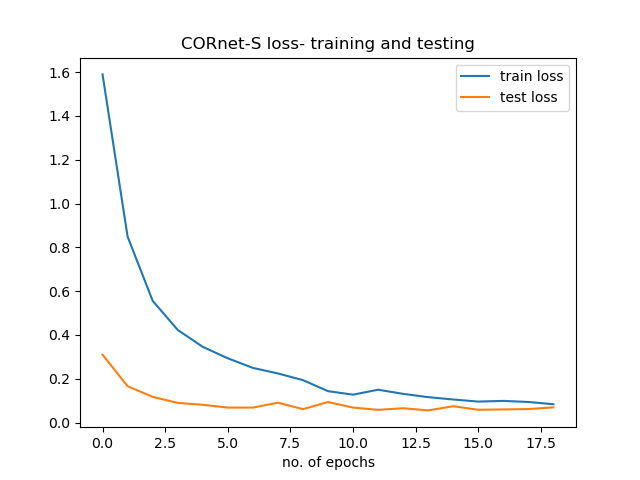 CORnet-S loss- training and testing
train loss
test loss
1.6
1.4
1.2
1.0
0.8
0.6
0.4
0.2
0.0
0.0 2.5 5.0 7.5 10.0 12.5 15.0 17.5
no. of epochs